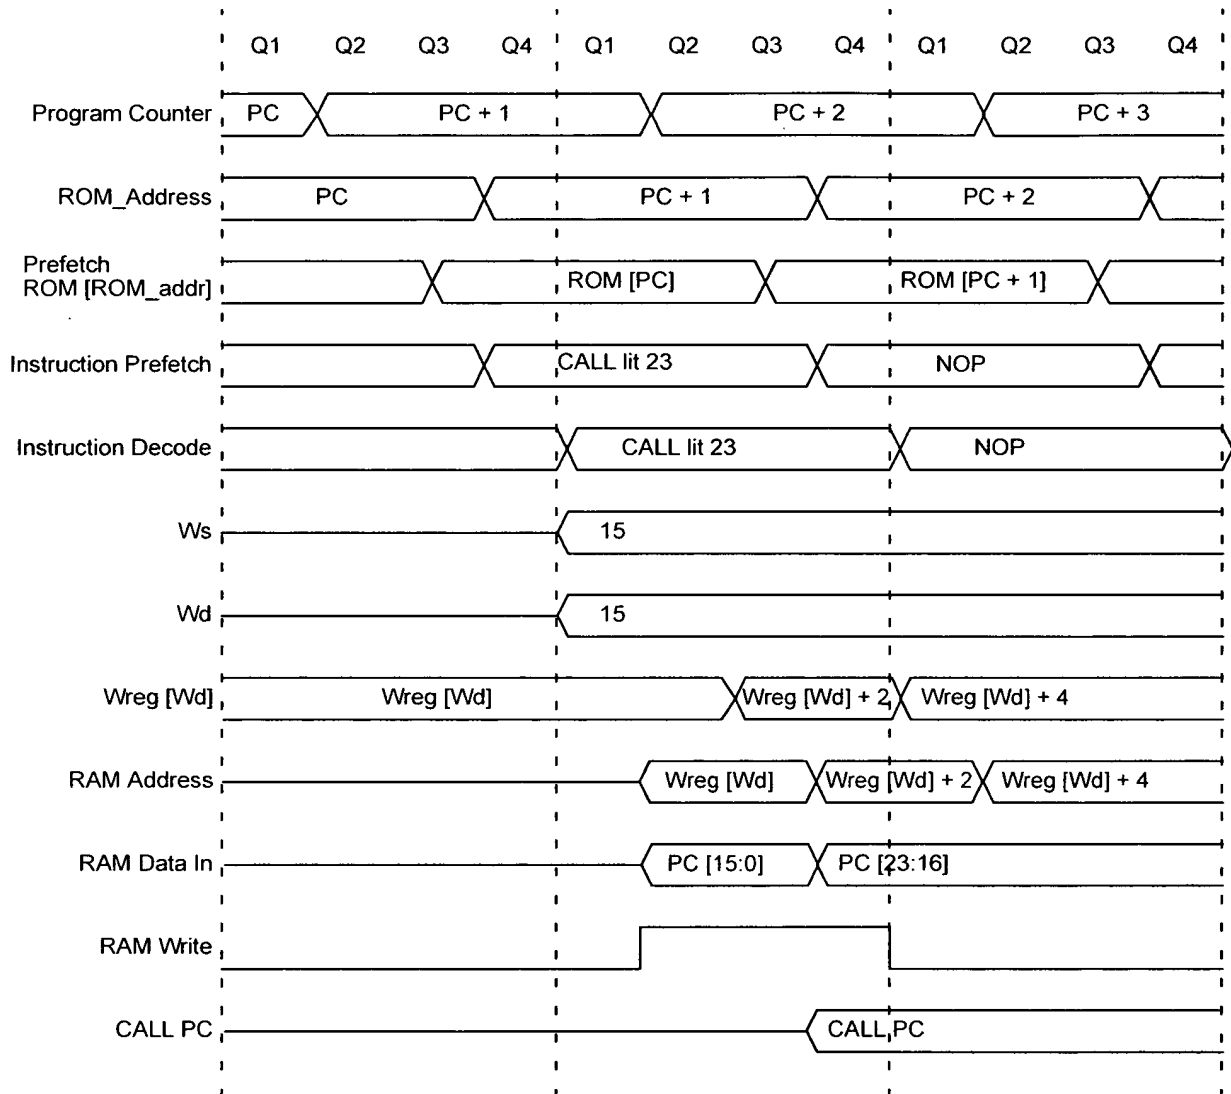 Q1 Q2 Q3 Q4 Q1 Q2 Q3 Q4 Q1 Q2 Q3 Q4
Program Counter PC PC + 1 PC + 2 PC + 3
ROM_Address PC PC + 1 PC + 2
Prefetch
ROM [ROM_addr] ROM [PC] ROM [PC + 1]
Instruction Prefetch CALL lit 23 NOP
Instruction Decode CALL lit 23 NOP
Ws 15
Wd 15
Wreg [Wd] Wreg [Wd] Wreg [Wd] + 2 Wreg [Wd] + 4
RAM Address Wreg [Wd] Wreg [Wd] + 2 Wreg [Wd] + 4
RAM Data In PC [15:0] PC [23:16]
RAM Write
CALL PC CALL PC